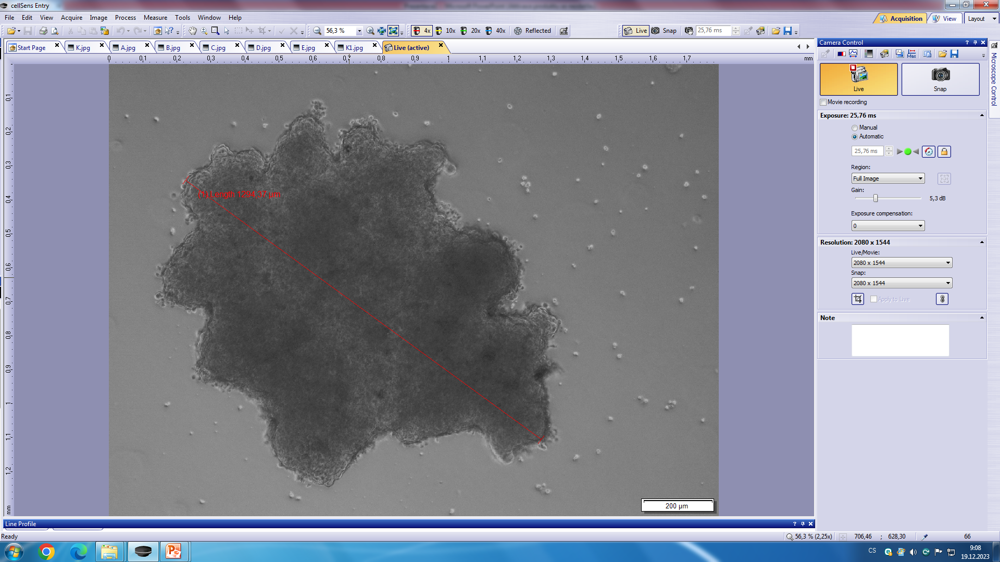 cellSens Entry
File Edit View Acquire Image Process Measure Tools Window Help
Acquisition View Layout
56,3 % 4x 10x 20x 40x Reflected Live Snap 25,76 ms
Start Page K.jpg A.jpg B.jpg C.jpg D.jpg E.jpg K1.jpg Live (active)
0 0,1 0,2 0,3 0,4 0,5 0,6 0,7 0,8 0,9 1 1,1 1,2 1,3 1,4 1,5 1,6 1,7 mm
0,1
0,2
0,3
0,4
0,5
0,6
0,7
0,8
0,9
1
1,1
1,2
mm
(1) Length 1294,37 µm
200 µm
Camera Control
Microscope Control
Live Snap
Movie recording
Exposure: 25,76 ms
Manual
Automatic
25,76 ms
Region:
Full Image
Gain:
5,3 dB
Exposure compensation:
0
Resolution: 2080 x 1544
Live/Movie:
2080 x 1544
Snap:
2080 x 1544
Apply to Live
Note
Line Profile
Ready 56,3 % (2,25x) 706,46 ; 628,30 66
CS
9:08
19.12.2023